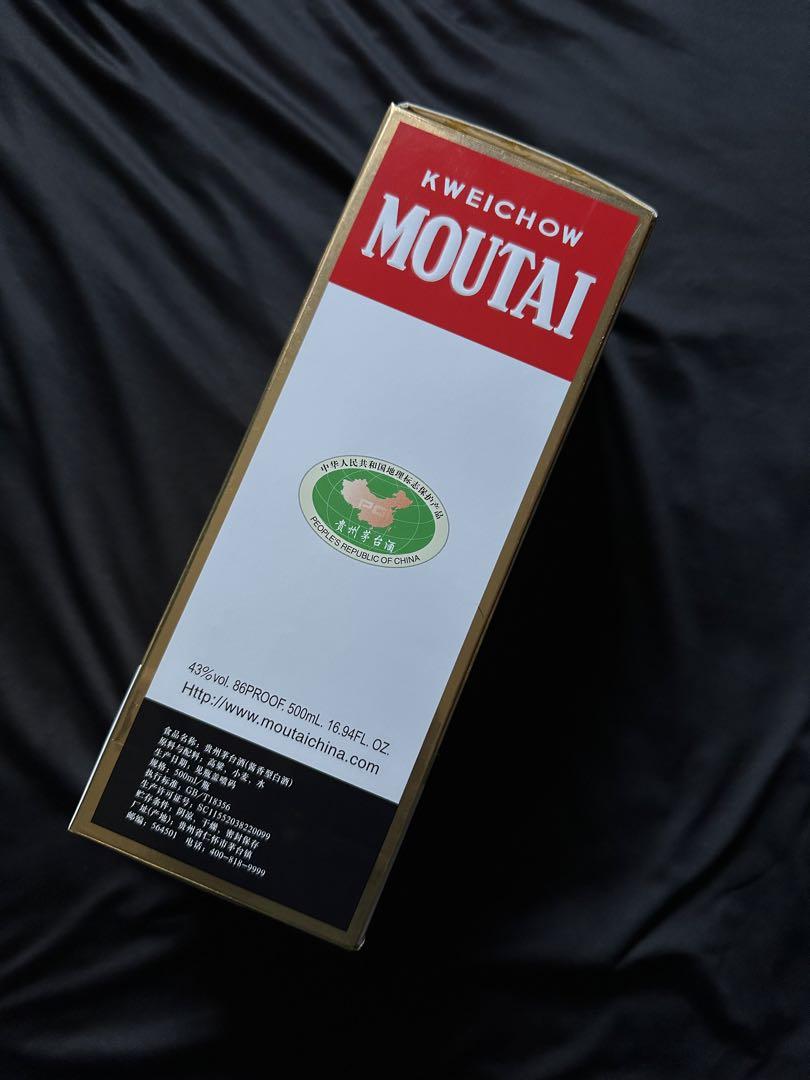 KWEICHOW
MOUTAI
中华人民共和国地理标志保护产品
PGI
贵州茅台酒
PEOPLE'S REPUBLIC OF CHINA
43%vol. 86PROOF. 500mL. 16.94FL. OZ.
Http://www.moutaichina.com
食品名称：贵州茅台酒(酱香型白酒)
原料与配料：高粱、小麦、水
生产日期：见瓶盖喷码
规格：500ml/瓶
执行标准：GB/T18356
生产许可证号：SC11552038220099
贮存条件：阴凉、干燥、密封保存
厂址(产地)：贵州省仁怀市茅台镇
邮编：564501 电话：400-818-9999